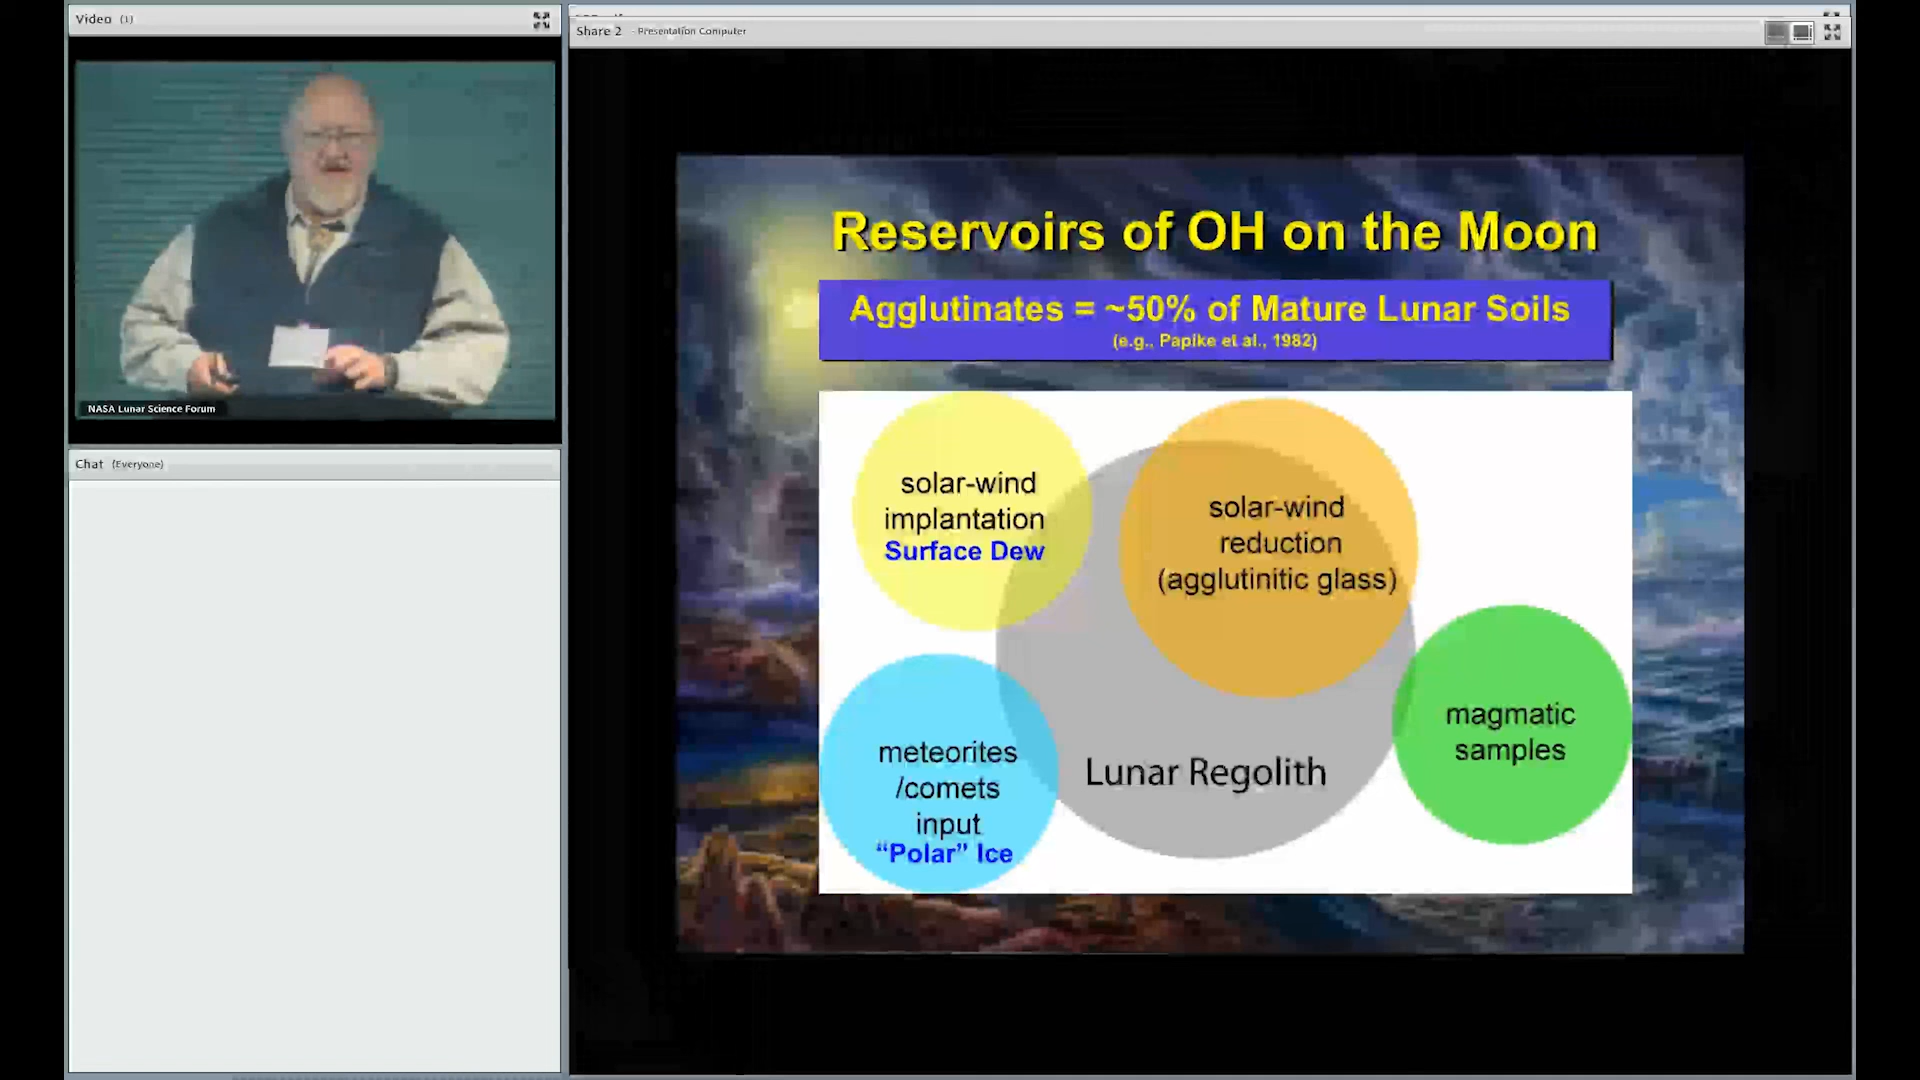 Video (1)
NASA Lunar Science Forum
Chat (Everyone)
Share 2 - Presentation Computer
Reservoirs of OH on the Moon
Agglutinates = ~50% of Mature Lunar Soils
(e.g., Papike et al., 1982)
solar-wind
implantation
Surface Dew
solar-wind
reduction
(agglutinitic glass)
meteorites
/comets
input
“Polar” Ice
Lunar Regolith
magmatic
samples